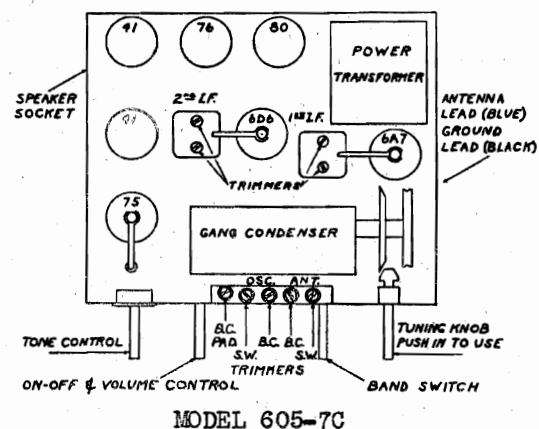 41 76 80
POWER
TRANSFORMER
SPEAKER
SOCKET
2ND I.F. 6D6 1ST I.F. 6A7
ANTENNA
LEAD (BLUE)
GROUND
LEAD (BLACK)
TRIMMERS
75
GANG CONDENSER
OSC. ANT.
B.C. PAD S.W. B.C. B.C. S.W.
TRIMMERS
TONE CONTROL
TUNING KNOB
PUSH IN TO USE
ON-OFF & VOLUME CONTROL
BAND SWITCH
MODEL 605-7C